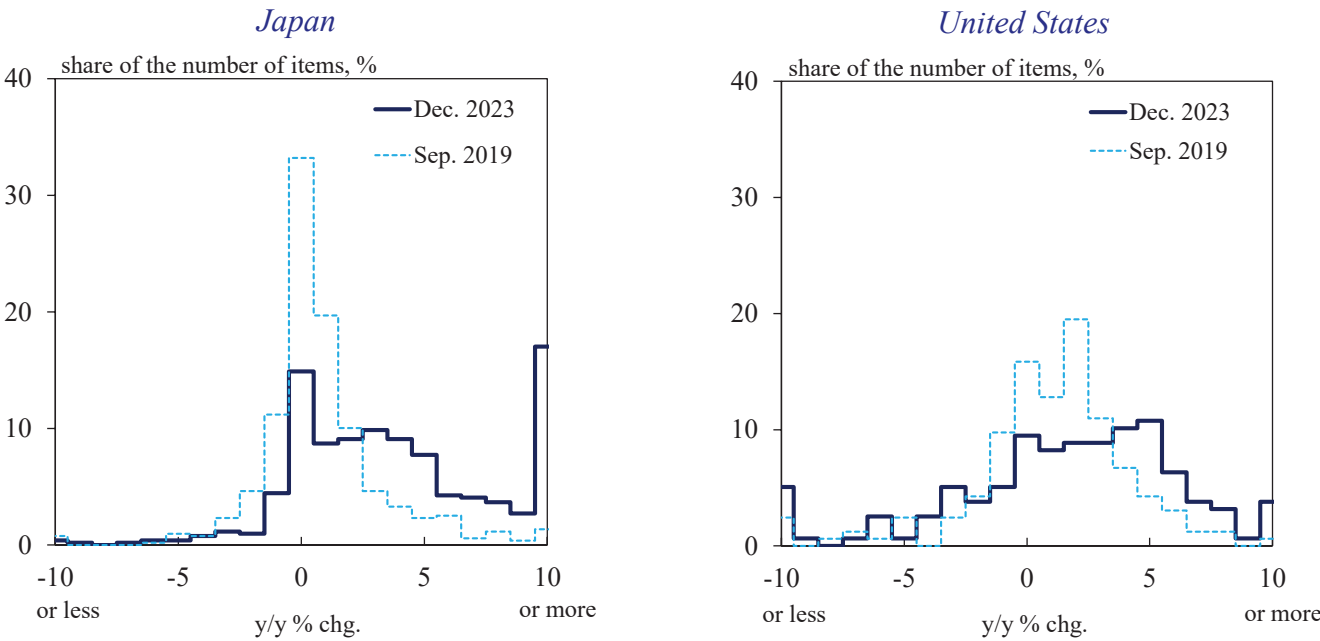 Japan
share of the number of items, %
40
30
20
10
0
Dec. 2023
Sep. 2019
-10
or less
-5
0
5
10
or more
y/y % chg.
United States
share of the number of items, %
40
30
20
10
0
Dec. 2023
Sep. 2019
-10
or less
-5
0
5
10
or more
y/y % chg.